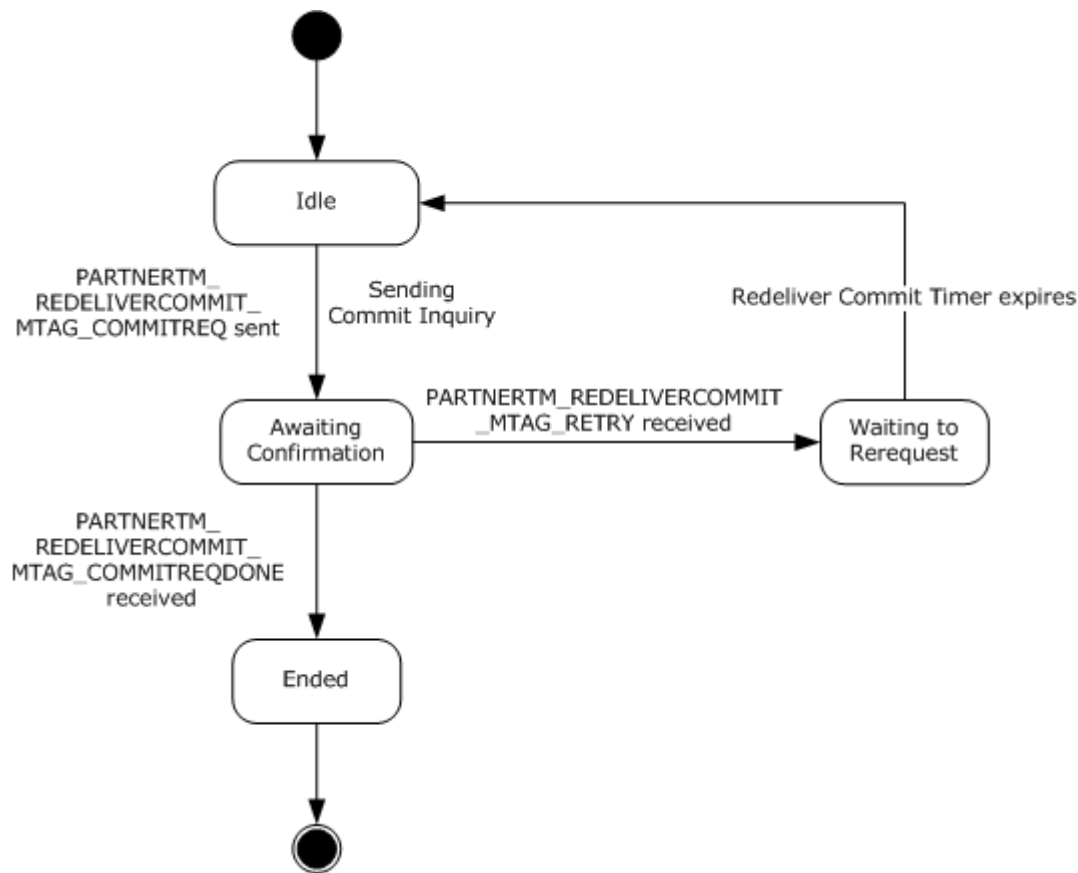 Idle
PARTNERTM_
REDELIVERCOMMIT_
MTAG_COMMITREQ sent
Sending
Commit Inquiry
Redeliver Commit Timer expires
Awaiting
Confirmation
PARTNERTM_REDELIVERCOMMIT
_MTAG_RETRY received
Waiting to
Rerequest
PARTNERTM_
REDELIVERCOMMIT_
MTAG_COMMITREQDONE
received
Ended